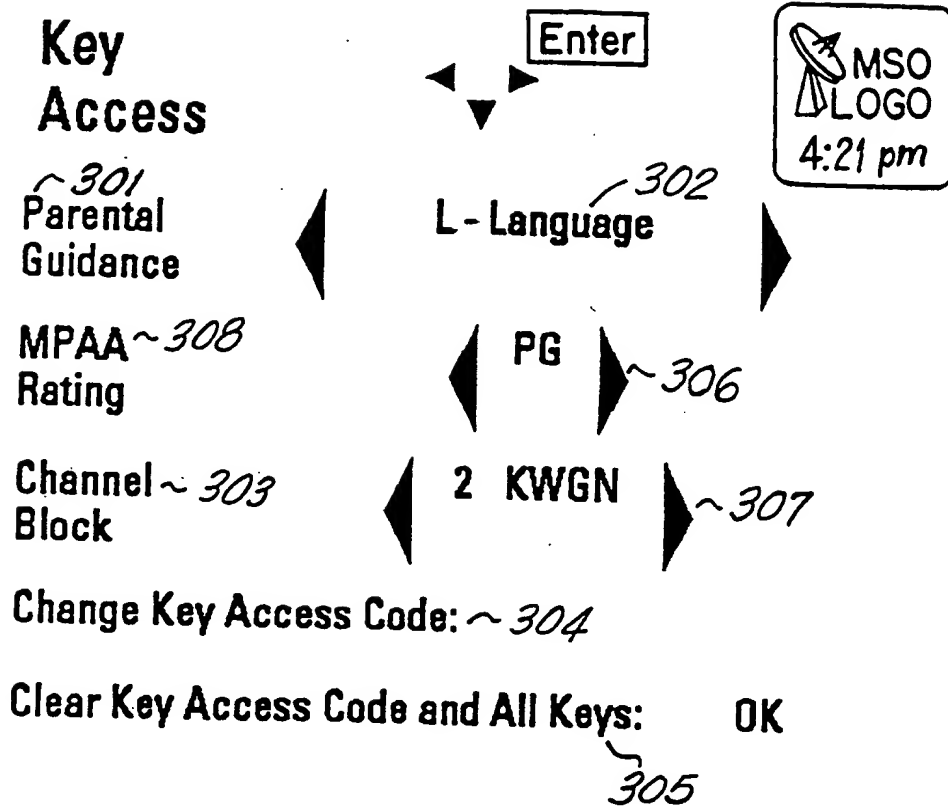 Key
Access
Enter
MSO
LOGO
4:21 pm
301
Parental
Guidance
L - Language
302
MPAA
Rating
308
PG
306
Channel
Block
303
2 KWGN
307
Change Key Access Code:
304
Clear Key Access Code and All Keys: OK
305